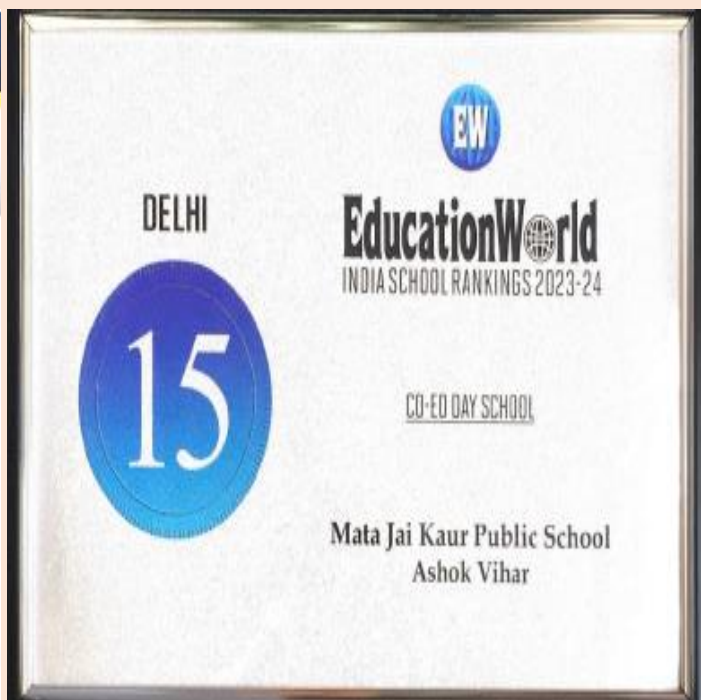 DELHI
15
EW
EducationWorld
INDIA SCHOOL RANKINGS 2023-24
CO-ED DAY SCHOOL
Mata Jai Kaur Public School
Ashok Vihar